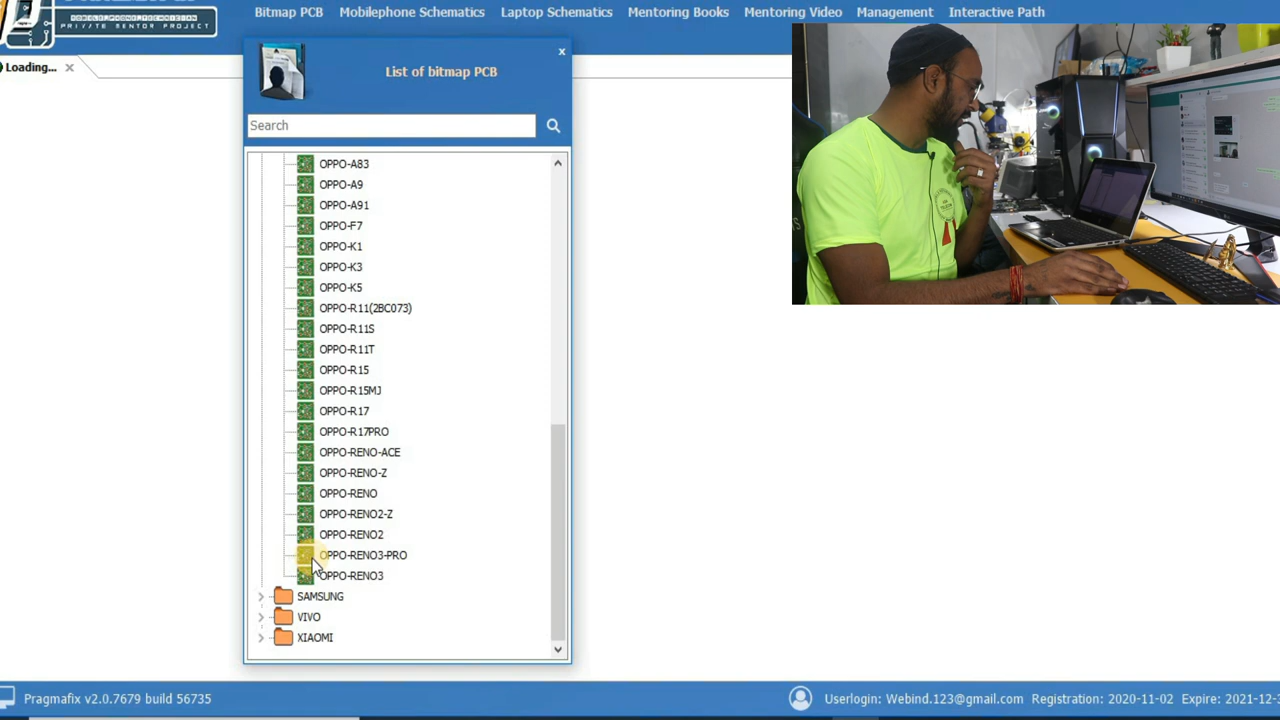 PRIVATE MENTOR PROJECT
Bitmap PCB
Mobilephone Schematics
Laptop Schematics
Mentoring Books
Mentoring Video
Management
Interactive Path
Loading...
List of bitmap PCB
Search
OPPO-A83
OPPO-A9
OPPO-A91
OPPO-F7
OPPO-K1
OPPO-K3
OPPO-K5
OPPO-R11(2BC073)
OPPO-R11S
OPPO-R11T
OPPO-R15
OPPO-R15MJ
OPPO-R17
OPPO-R17PRO
OPPO-RENO-ACE
OPPO-RENO-Z
OPPO-RENO
OPPO-RENO2-Z
OPPO-RENO2
OPPO-RENO3-PRO
OPPO-RENO3
SAMSUNG
VIVO
XIAOMI
Pragmafix v2.0.7679 build 56735
Userlogin: Webind.123@gmail.com Registration: 2020-11-02 Expire: 2021-12-3